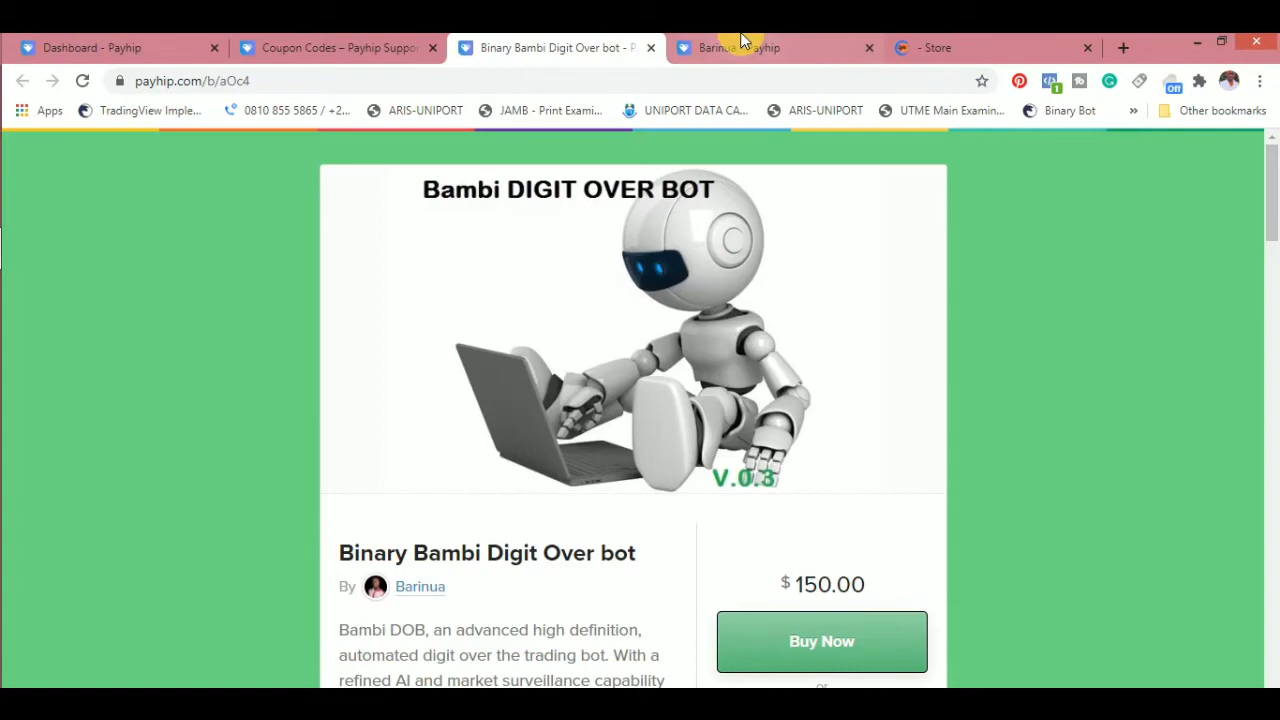 Dashboard - Payhip
Coupon Codes – Payhip Suppo
Binary Bambi Digit Over bot - P
Payhip
- Store
payhip.com/b/aOc4
1
Off
Apps
TradingView Imple...
0810 855 5865 / +2...
ARIS-UNIPORT
JAMB - Print Exami...
UNIPORT DATA CA...
ARIS-UNIPORT
UTME Main Examin...
Binary Bot
»
Other bookmarks
Bambi DIGIT OVER BOT
V.0.3
Binary Bambi Digit Over bot
By Barinua
$ 150.00
Buy Now
Bambi DOB, an advanced high definition,
automated digit over the trading bot. With a
refined AI and market surveillance capability